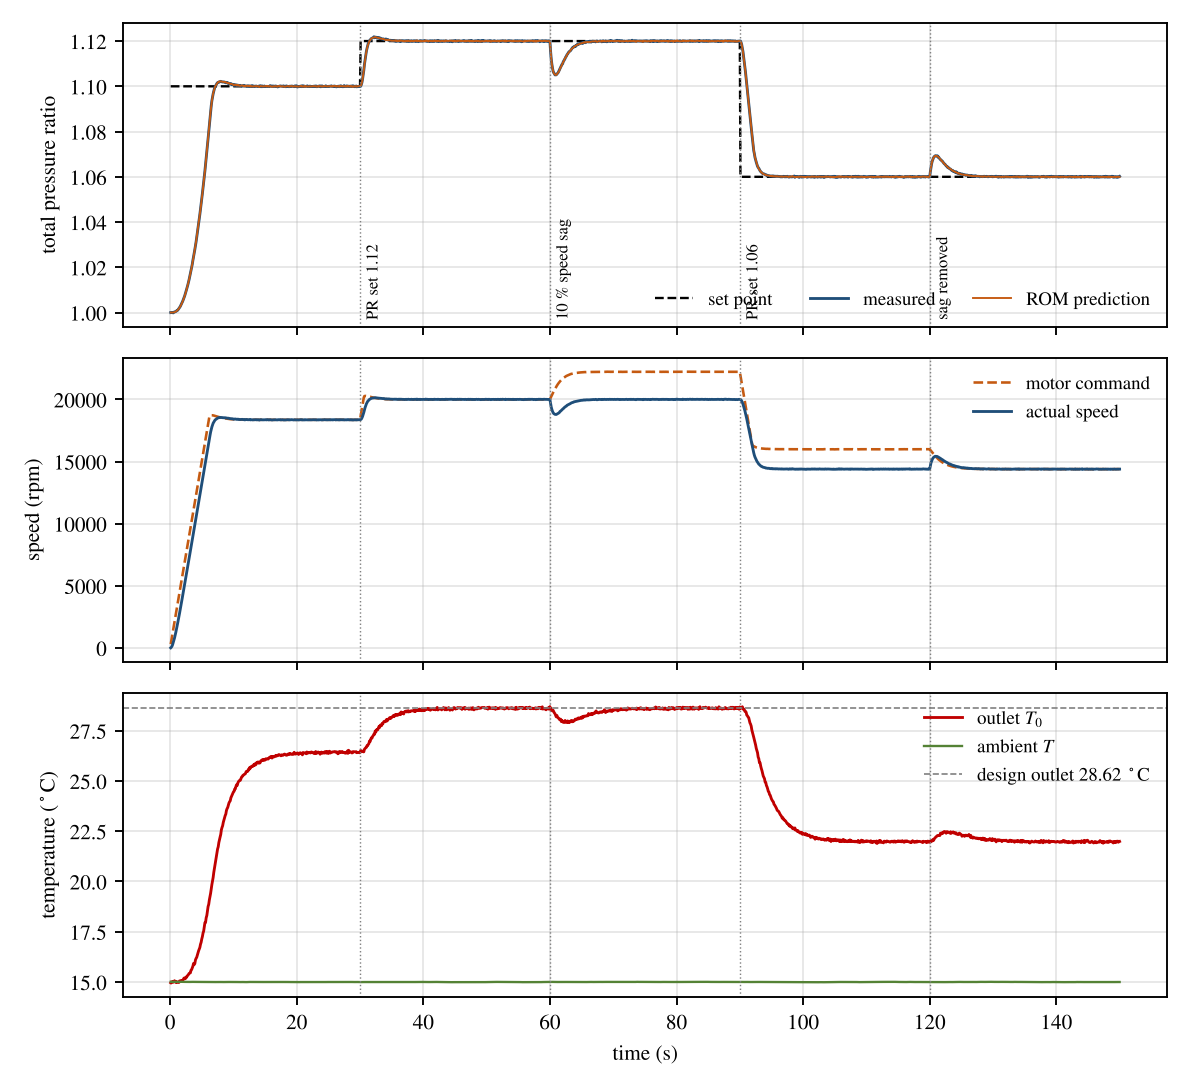 1.12
1.10
1.08
1.06
1.04
1.02
1.00
total pressure ratio
PR set 1.12
10 % speed sag
PR set 1.06
sag removed
set point
measured
ROM prediction
20000
15000
10000
5000
0
speed (rpm)
motor command
actual speed
27.5
25.0
22.5
20.0
17.5
15.0
temperature (°C)
outlet T₀
ambient T
design outlet 28.62 °C
0 20 40 60 80 100 120 140
time (s)